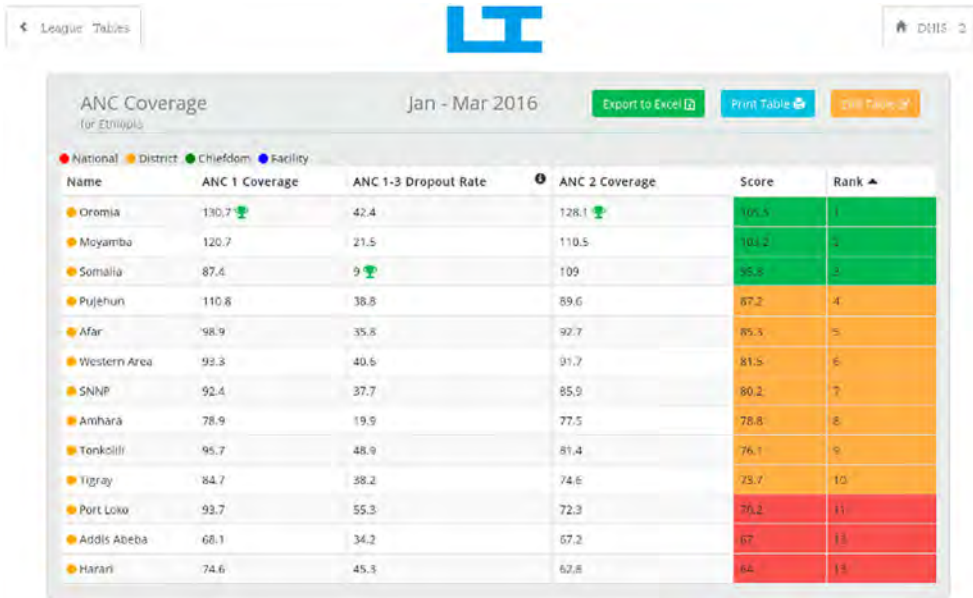 League Tables
LI
DHIS 2
ANC Coverage
for Ethiopia
Jan - Mar 2016
Export to Excel
Print Table
Edit Table
National District Chiefdom Facility
Name ANC 1 Coverage ANC 1-3 Dropout Rate ANC 2 Coverage Score Rank
Oromia 130.7 42.4 128.1 105.5 1
Moyamba 120.7 21.5 110.5 103.2 2
Somalia 87.4 9 109 95.8 3
Pujehun 110.8 38.8 89.6 87.2 4
Afar 98.9 35.8 92.7 85.3 5
Western Area 93.3 40.6 91.7 81.5 6
SNNP 92.4 37.7 85.9 80.2 7
Amhara 78.9 19.9 77.5 78.8 8
Tonkolili 95.7 48.9 81.4 76.1 9
Tigray 84.7 38.2 74.6 73.7 10
Port Loko 93.7 55.3 72.3 70.2 11
Addis Abeba 68.1 34.2 67.2 67
Harari 74.6 45.3 62.8 64 13